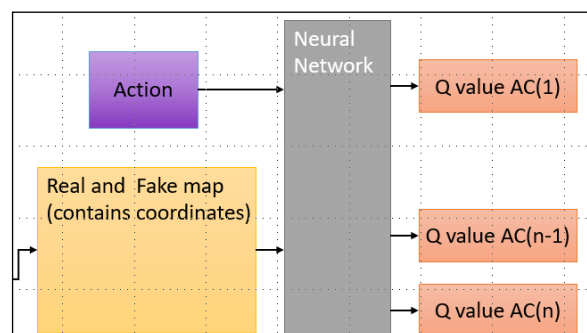 Neural
Network
Action
Q value AC(1)
Real and Fake map
(contains coordinates)
Q value AC(n-1)
Q value AC(n)